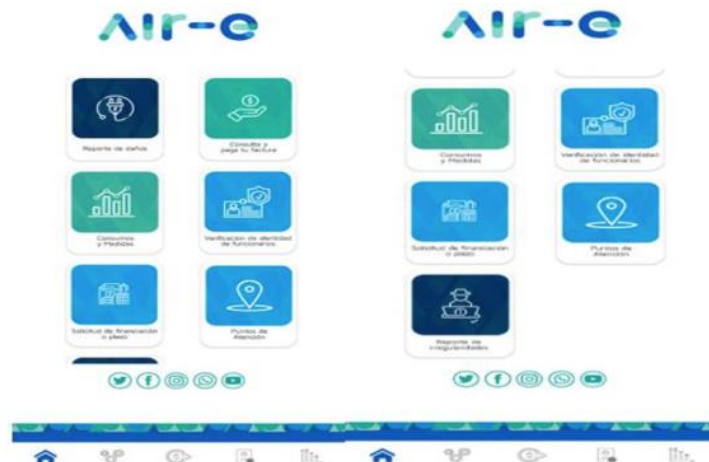 Air-e
Reporte de daños
Consulta y
paga tu factura
Consumos
y Medidas
Verificación de identidad
de funcionarios
Solicitud de financiación
o plazo
Puntos de
Atención
Air-e
Consumos
y Medidas
Verificación de identidad
de funcionarios
Solicitud de financiación
o plazo
Puntos de
Atención
Reporte de
irregularidades